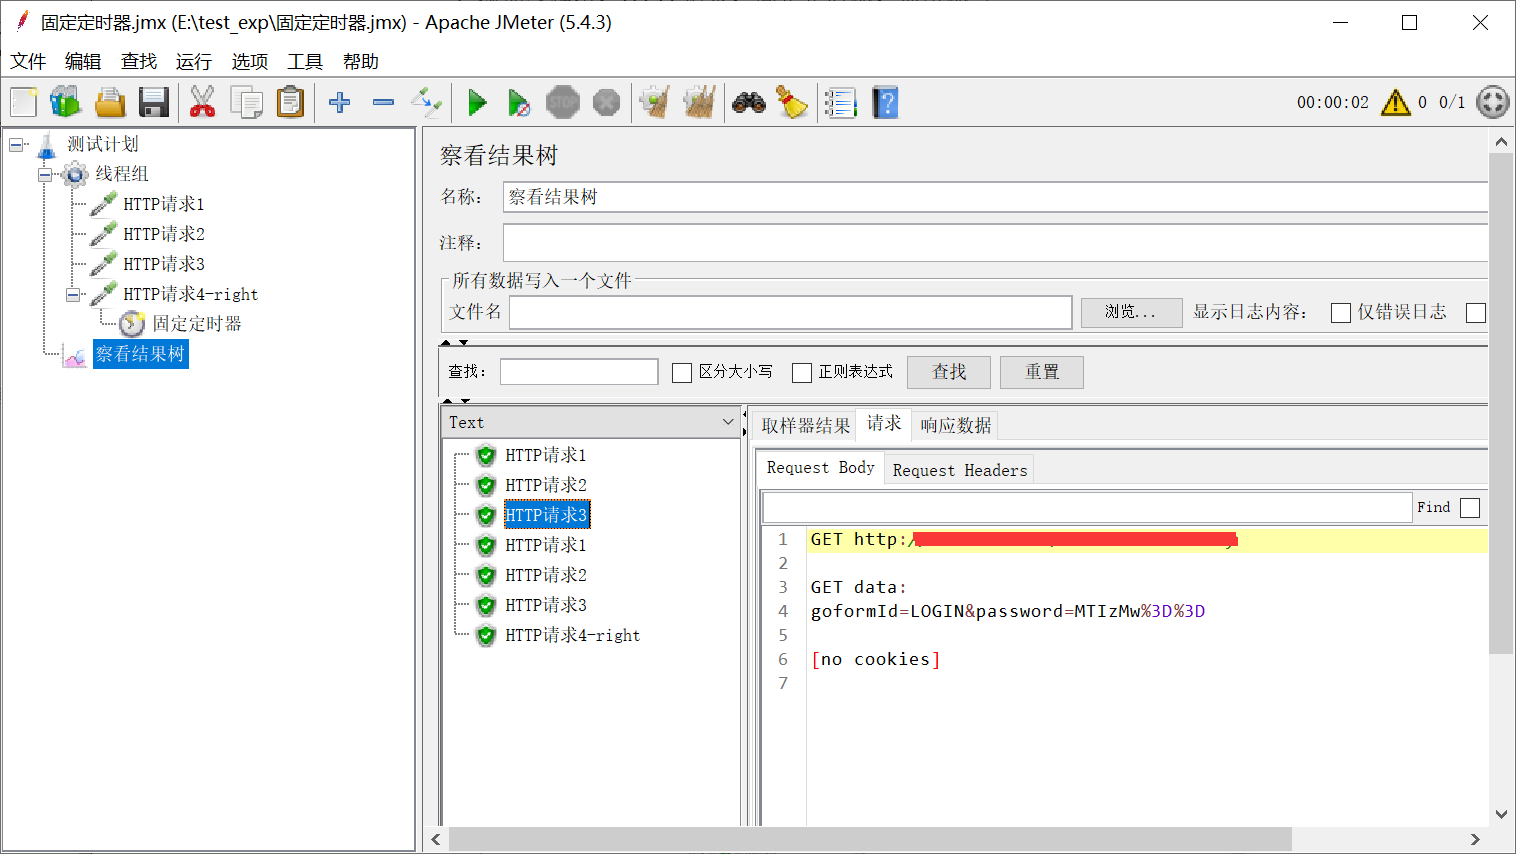 固定定时器.jmx (E:\test_exp\固定定时器.jmx) - Apache JMeter (5.4.3)
文件 编辑 查找 运行 选项 工具 帮助
STOP
00:00:02 0 0/1
测试计划
线程组
HTTP请求1
HTTP请求2
HTTP请求3
HTTP请求4-right
固定定时器
察看结果树
察看结果树
名称: 察看结果树
注释:
所有数据写入一个文件
文件名 浏览... 显示日志内容: 仅错误日志
查找: 区分大小写 正则表达式 查找 重置
Text
HTTP请求1
HTTP请求2
HTTP请求3
HTTP请求1
HTTP请求2
HTTP请求3
HTTP请求4-right
取样器结果 请求 响应数据
Request Body Request Headers
Find
1 GET http:/
2
3 GET data:
4 goformId=LOGIN&password=MTIzMw%3D%3D
5
6 [no cookies]
7